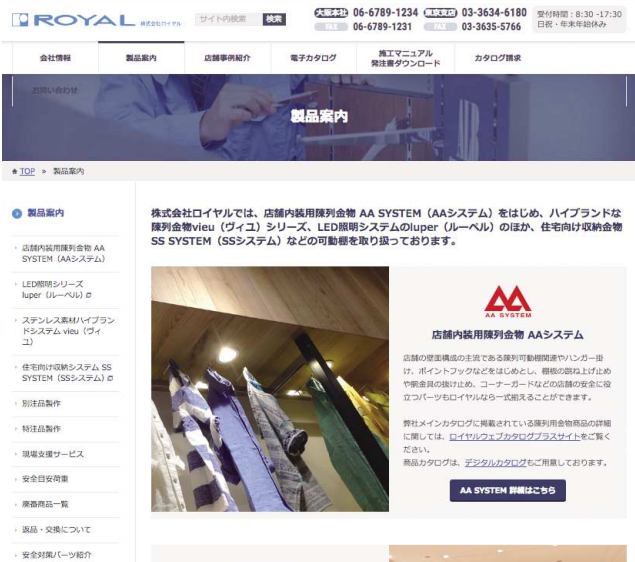 ROYAL 株式会社ロイヤル
サイト内検索 検索
大阪本社 06-6789-1234 東京支店 03-3634-6180
FAX 06-6789-1231 FAX 03-3635-5766
受付時間：8:30 -17:30
日祝・年末年始休み
会社情報
製品案内
店舗事例紹介
電子カタログ
施工マニュアル
発注書ダウンロード
カタログ請求
お問い合わせ
製品案内
TOP » 製品案内
製品案内
店舗内装用陳列金物 AA
SYSTEM（AAシステム）
LED照明シリーズ
luper（ルーペル）
ステンレス素材ハイブラン
ドシステム vieu（ヴィ
ユ）
住宅向け収納システム SS
SYSTEM（SSシステム）
別注品製作
特注品製作
現場支援サービス
安全目安荷重
廃番商品一覧
返品・交換について
安全対策パーツ紹介
株式会社ロイヤルでは、店舗内装用陳列金物 AA SYSTEM（AAシステム）をはじめ、ハイブランドな
陳列金物vieu（ヴィユ）シリーズ、LED照明システムのluper（ルーペル）のほか、住宅向け収納金物
SS SYSTEM（SSシステム）などの可動棚を取り扱っております。
AA SYSTEM
店舗内装用陳列金物 AAシステム
店舗の壁面構成の主流である陳列可動棚関連やハンガー掛
け、ポイントフックなどをはじめとし、棚板の跳ね上げ止め
や胴金具の抜け止め、コーナーガードなどの店舗の安全に役
立つパーツもロイヤルなら一式揃えることができます。
弊社メインカタログに掲載されている陳列用金物商品の詳細
に関しては、ロイヤルウェブカタログプラスサイトをご覧く
ださい。
商品カタログは、デジタルカタログもご用意しております。
AA SYSTEM 詳細はこちら